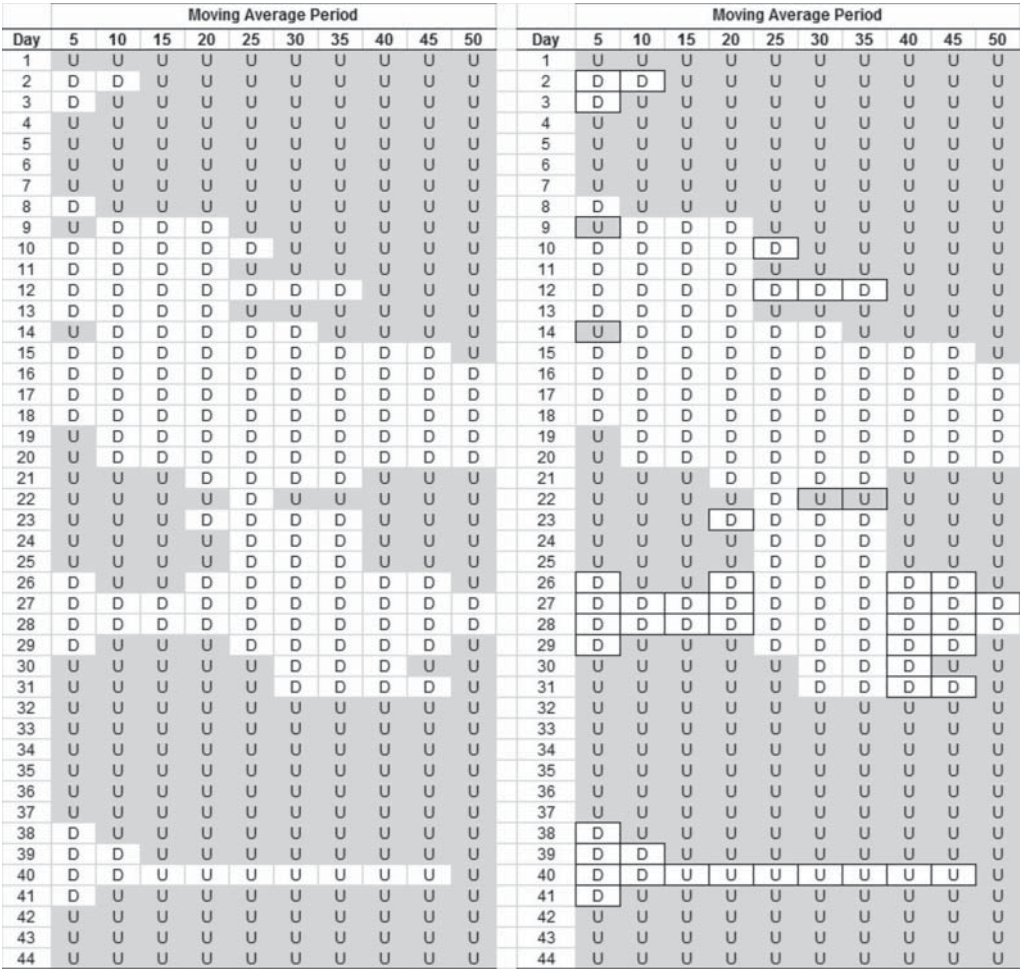 Moving Average Period
Day 5 10 15 20 25 30 35 40 45 50
1 U U U U U U U U U U
2 D D U U U U U U U U
3 D U U U U U U U U U
4 U U U U U U U U U U
5 U U U U U U U U U U
6 U U U U U U U U U U
7 U U U U U U U U U U
8 D U U U U U U U U U
9 U D D D U U U U U U
10 D D D D D U U U U U
11 D D D D U U U U U U
12 D D D D D D D U U U
13 D D D D U U U U U U
14 U D D D D D U U U U
15 D D D D D D D D D U
16 D D D D D D D D D D
17 D D D D D D D D D D
18 D D D D D D D D D D
19 U D D D D D D D D D
20 U D D D D D D D D D
21 U U U D D D D U U U
22 U U U U D U U U U U
23 U U U D D D D U U U
24 U U U U D D D U U U
25 U U U U D D D U U U
26 D U U D D D D D D U
27 D D D D D D D D D D
28 D D D D D D D D D D
29 D U U U D D D D D U
30 U U U U U D D D U U
31 U U U U U D D D D U
32 U U U U U U U U U U
33 U U U U U U U U U U
34 U U U U U U U U U U
35 U U U U U U U U U U
36 U U U U U U U U U U
37 U U U U U U U U U U
38 D U U U U U U U U U
39 D D U U U U U U U U
40 D D U U U U U U U U
41 D U U U U U U U U U
42 U U U U U U U U U U
43 U U U U U U U U U U
44 U U U U U U U U U U
Moving Average Period
Day 5 10 15 20 25 30 35 40 45 50
1 U U U U U U U U U U
2 D D U U U U U U U U
3 D U U U U U U U U U
4 U U U U U U U U U U
5 U U U U U U U U U U
6 U U U U U U U U U U
7 U U U U U U U U U U
8 D U U U U U U U U U
9 U D D D U U U U U U
10 D D D D D U U U U U
11 D D D D U U U U U U
12 D D D D D D D U U U
13 D D D D U U U U U U
14 U D D D D D U U U U
15 D D D D D D D D D U
16 D D D D D D D D D D
17 D D D D D D D D D D
18 D D D D D D D D D D
19 U D D D D D D D D D
20 U D D D D D D D D D
21 U U U D D D D U U U
22 U U U U D U U U U U
23 U U U D D D D U U U
24 U U U U D D D U U U
25 U U U U D D D U U U
26 D U U D D D D D D U
27 D D D D D D D D D D
28 D D D D D D D D D D
29 D U U U D D D D D U
30 U U U U U D D D U U
31 U U U U U D D D D U
32 U U U U U U U U U U
33 U U U U U U U U U U
34 U U U U U U U U U U
35 U U U U U U U U U U
36 U U U U U U U U U U
37 U U U U U U U U U U
38 D U U U U U U U U U
39 D D U U U U U U U U
40 D D U U U U U U U U
41 D U U U U U U U U U
42 U U U U U U U U U U
43 U U U U U U U U U U
44 U U U U U U U U U U